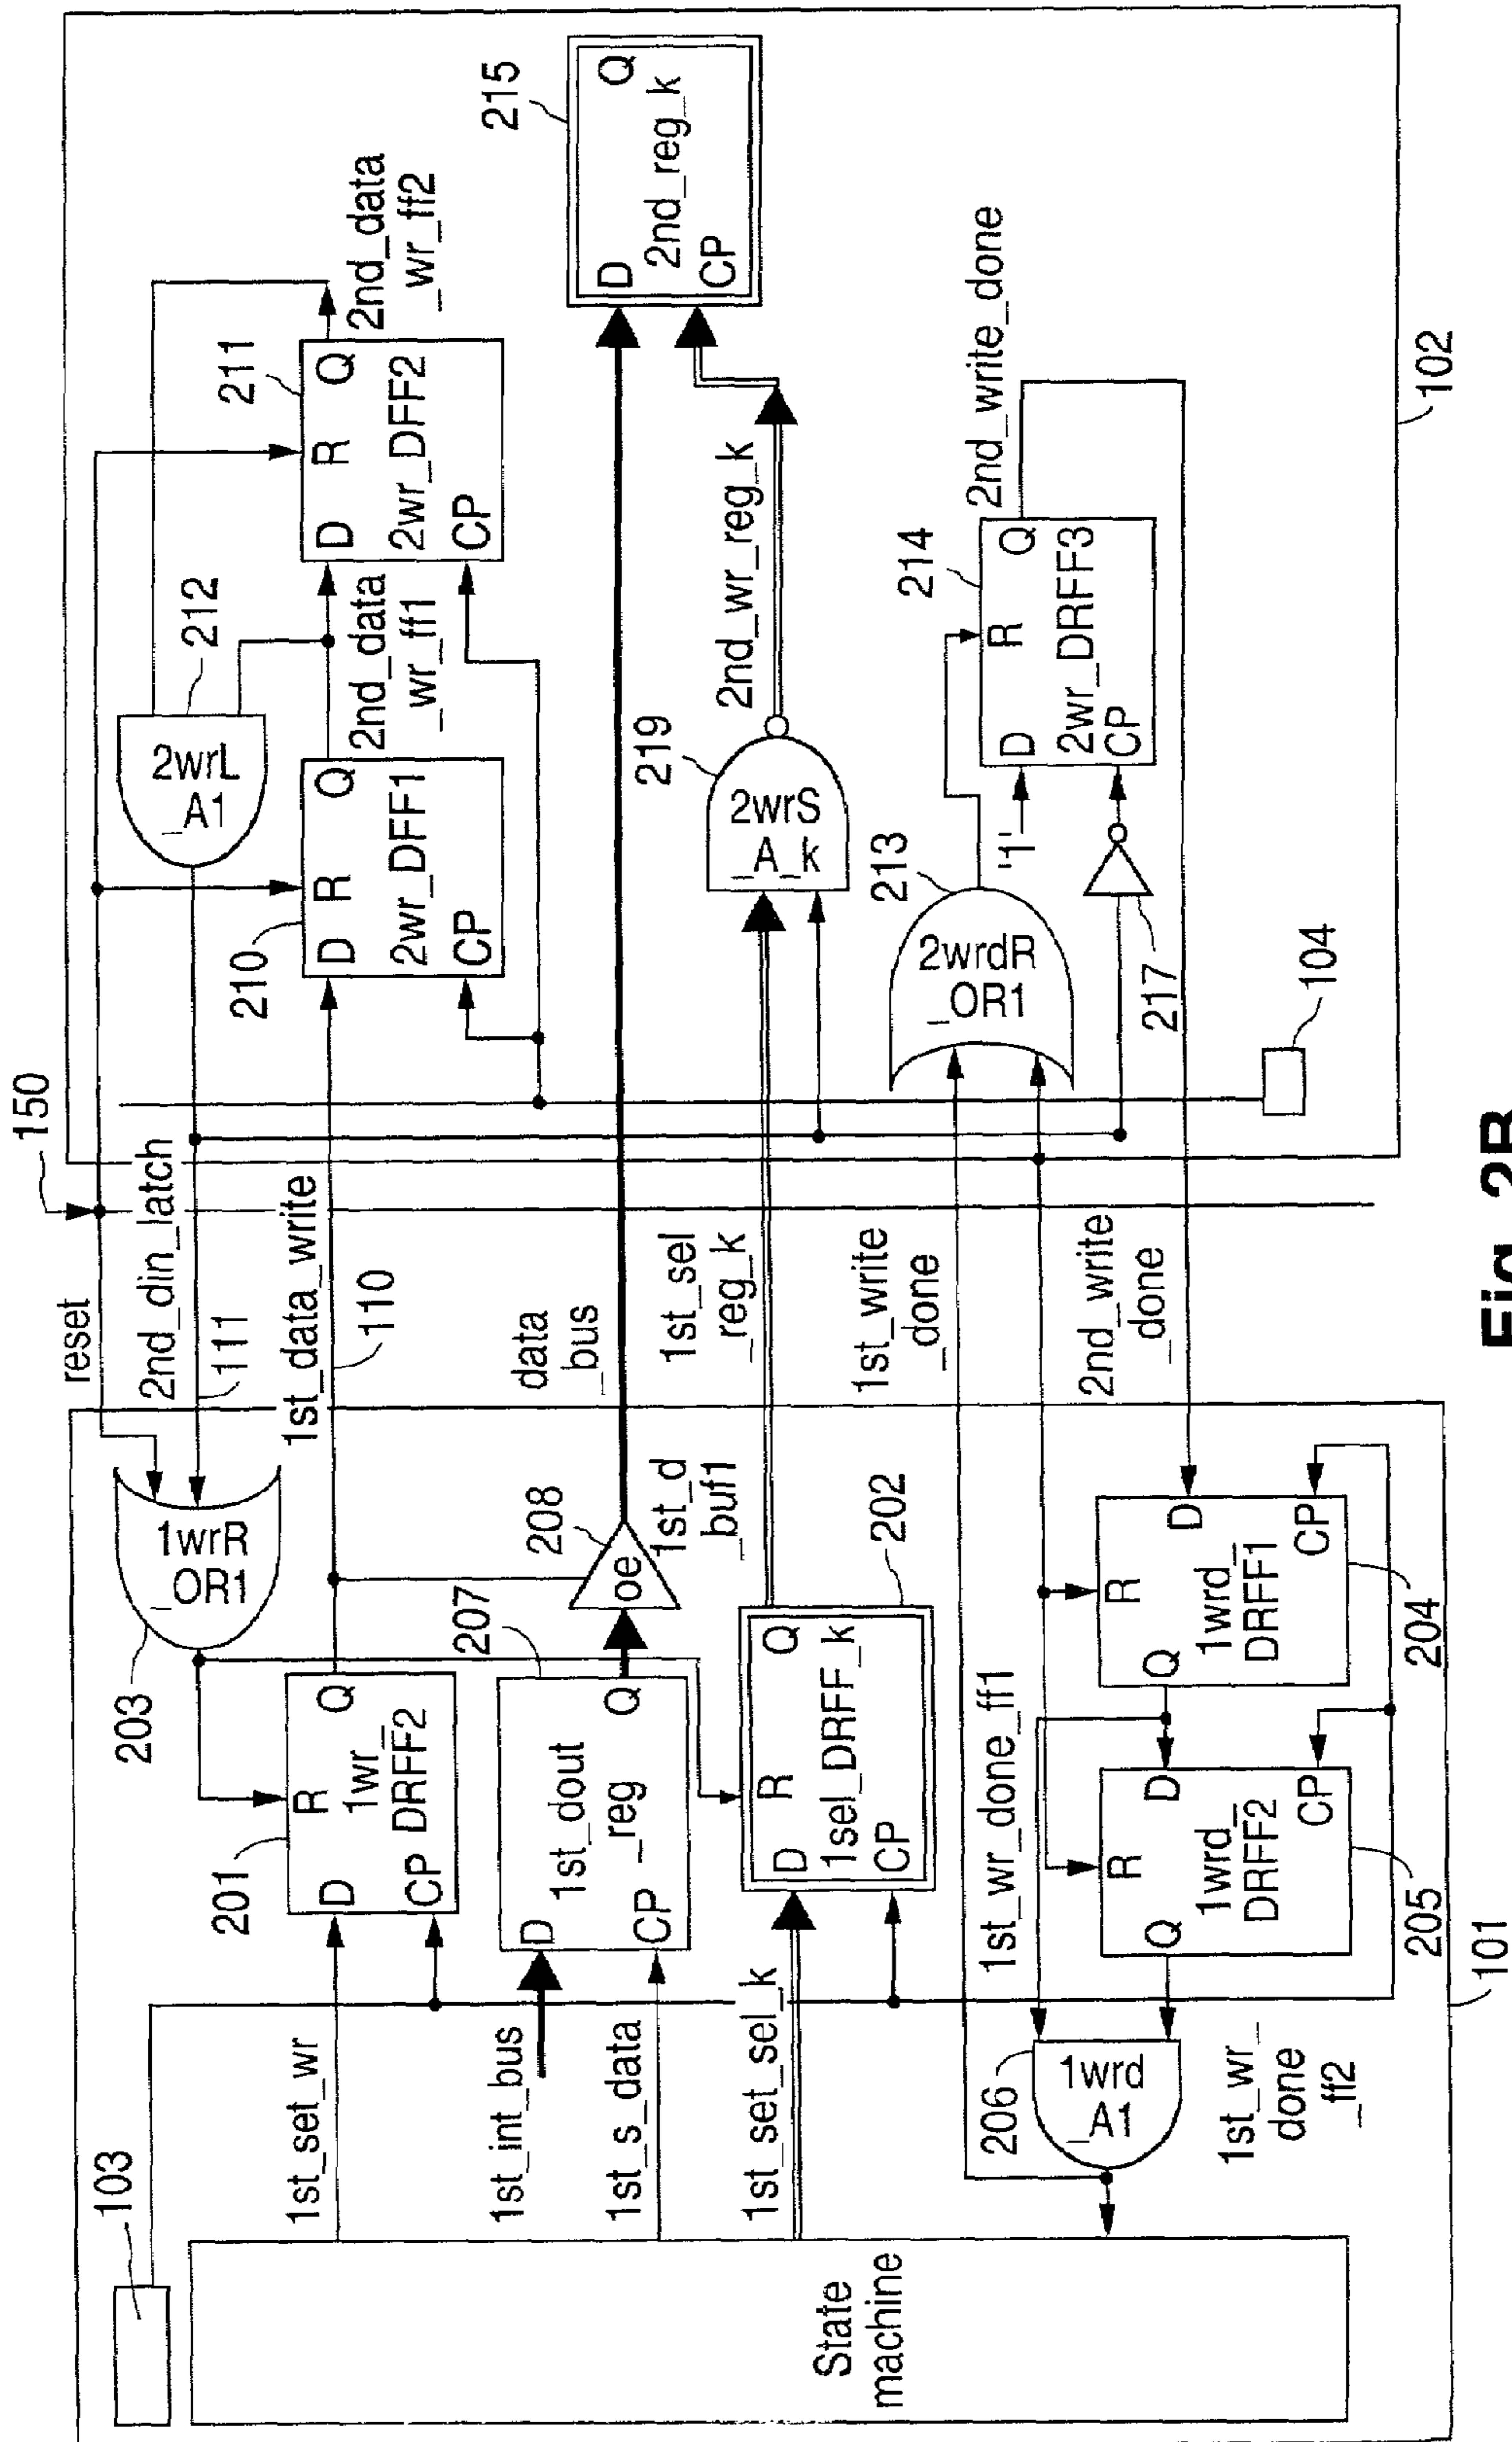 150
reset
2nd_din_latch
111
1st_data_write
110
data
_bus
1st_sel
_reg_k
1st_write
_done
2nd_write
_done
103
State
machine
1st_set_wr
1st_int_bus
1st_s_data
1st_set_sel_k
203
1wrR
_OR1
201
D
R
Q
1wr_
DRFF2
CP
207
D
Q
1st_dout
_reg
CP
208
oe
1st_d
_buf1
202
D
R
Q
1sel_DRFF_k
CP
1st_wr_done_ff1
206
1wrd
_A1
1st_wr_
done
_ff2
Q
R
D
1wrd_
DRFF2
CP
205
Q
R
D
1wrd_
DRFF1
CP
204
101
212
2wrL
_A1
210
D
R
Q
2wr_DFF1
CP
2nd_data
_wr_ff1
211
D
R
Q
2wr_DFF2
CP
2nd_data
_wr_ff2
215
D
Q
2nd_reg_k
CP
219
2wrS
_A_k
2nd_wr_reg_k
213
2wrdR
_OR1
'1'
217
214
D
R
Q
2wr_DRFF3
CP
2nd_write_done
104
102
Fig. 2B